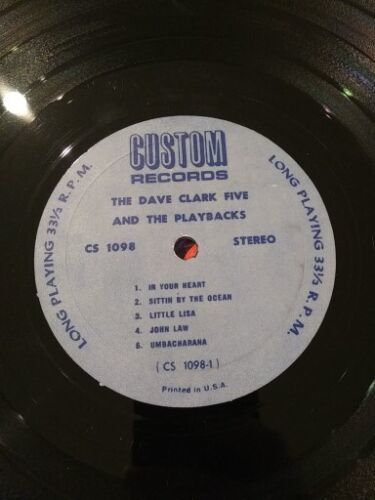 CUSTOM
RECORDS
THE DAVE CLARK FIVE
AND THE PLAYBACKS
CS 1098
STEREO
1. IN YOUR HEART
2. SITTIN BY THE OCEAN
3. LITTLE LISA
4. JOHN LAW
5. UMBACHARANA
( CS 1098-1 )
Printed in U.S.A.
LONG PLAYING 33⅓ R.P.M.
LONG PLAYING 33⅓ R.P.M.